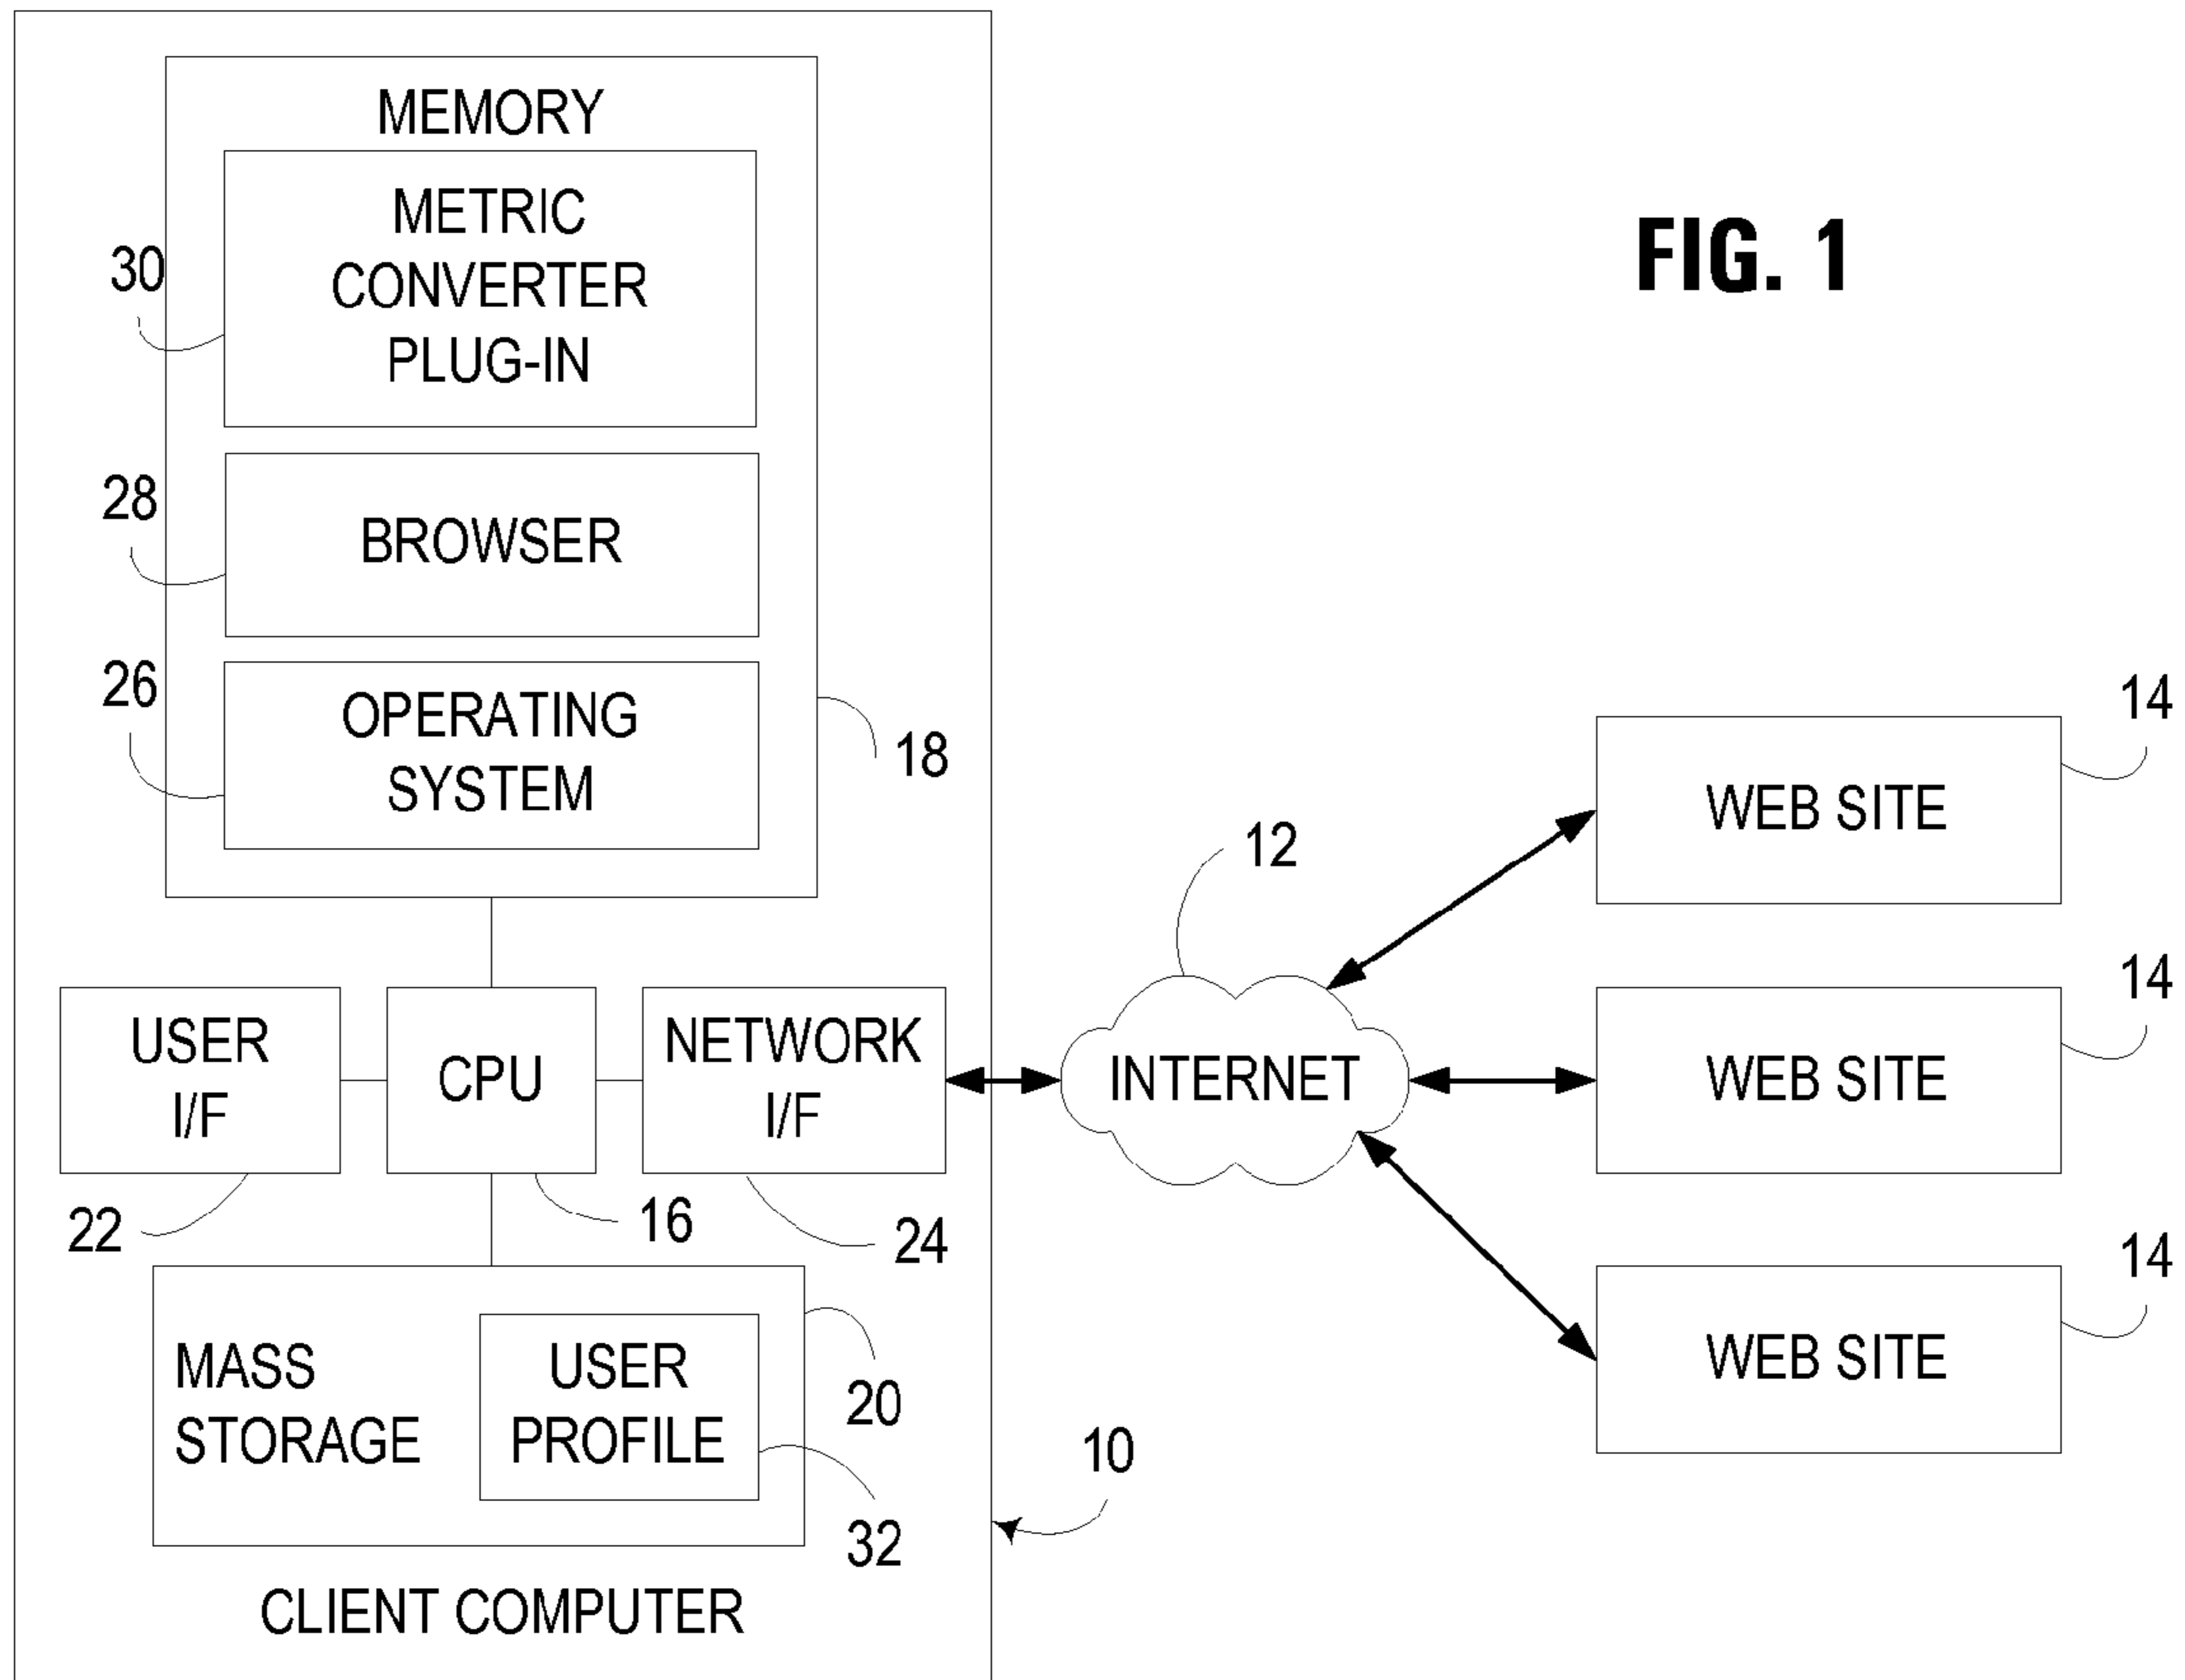 FIG. 1
MEMORY
METRIC
CONVERTER
PLUG-IN
30
BROWSER
28
OPERATING
SYSTEM
26
18
USER
I/F
22
CPU
16
NETWORK
I/F
24
MASS
STORAGE
20
USER
PROFILE
32
CLIENT COMPUTER
10
INTERNET
12
WEB SITE
14
WEB SITE
14
WEB SITE
14